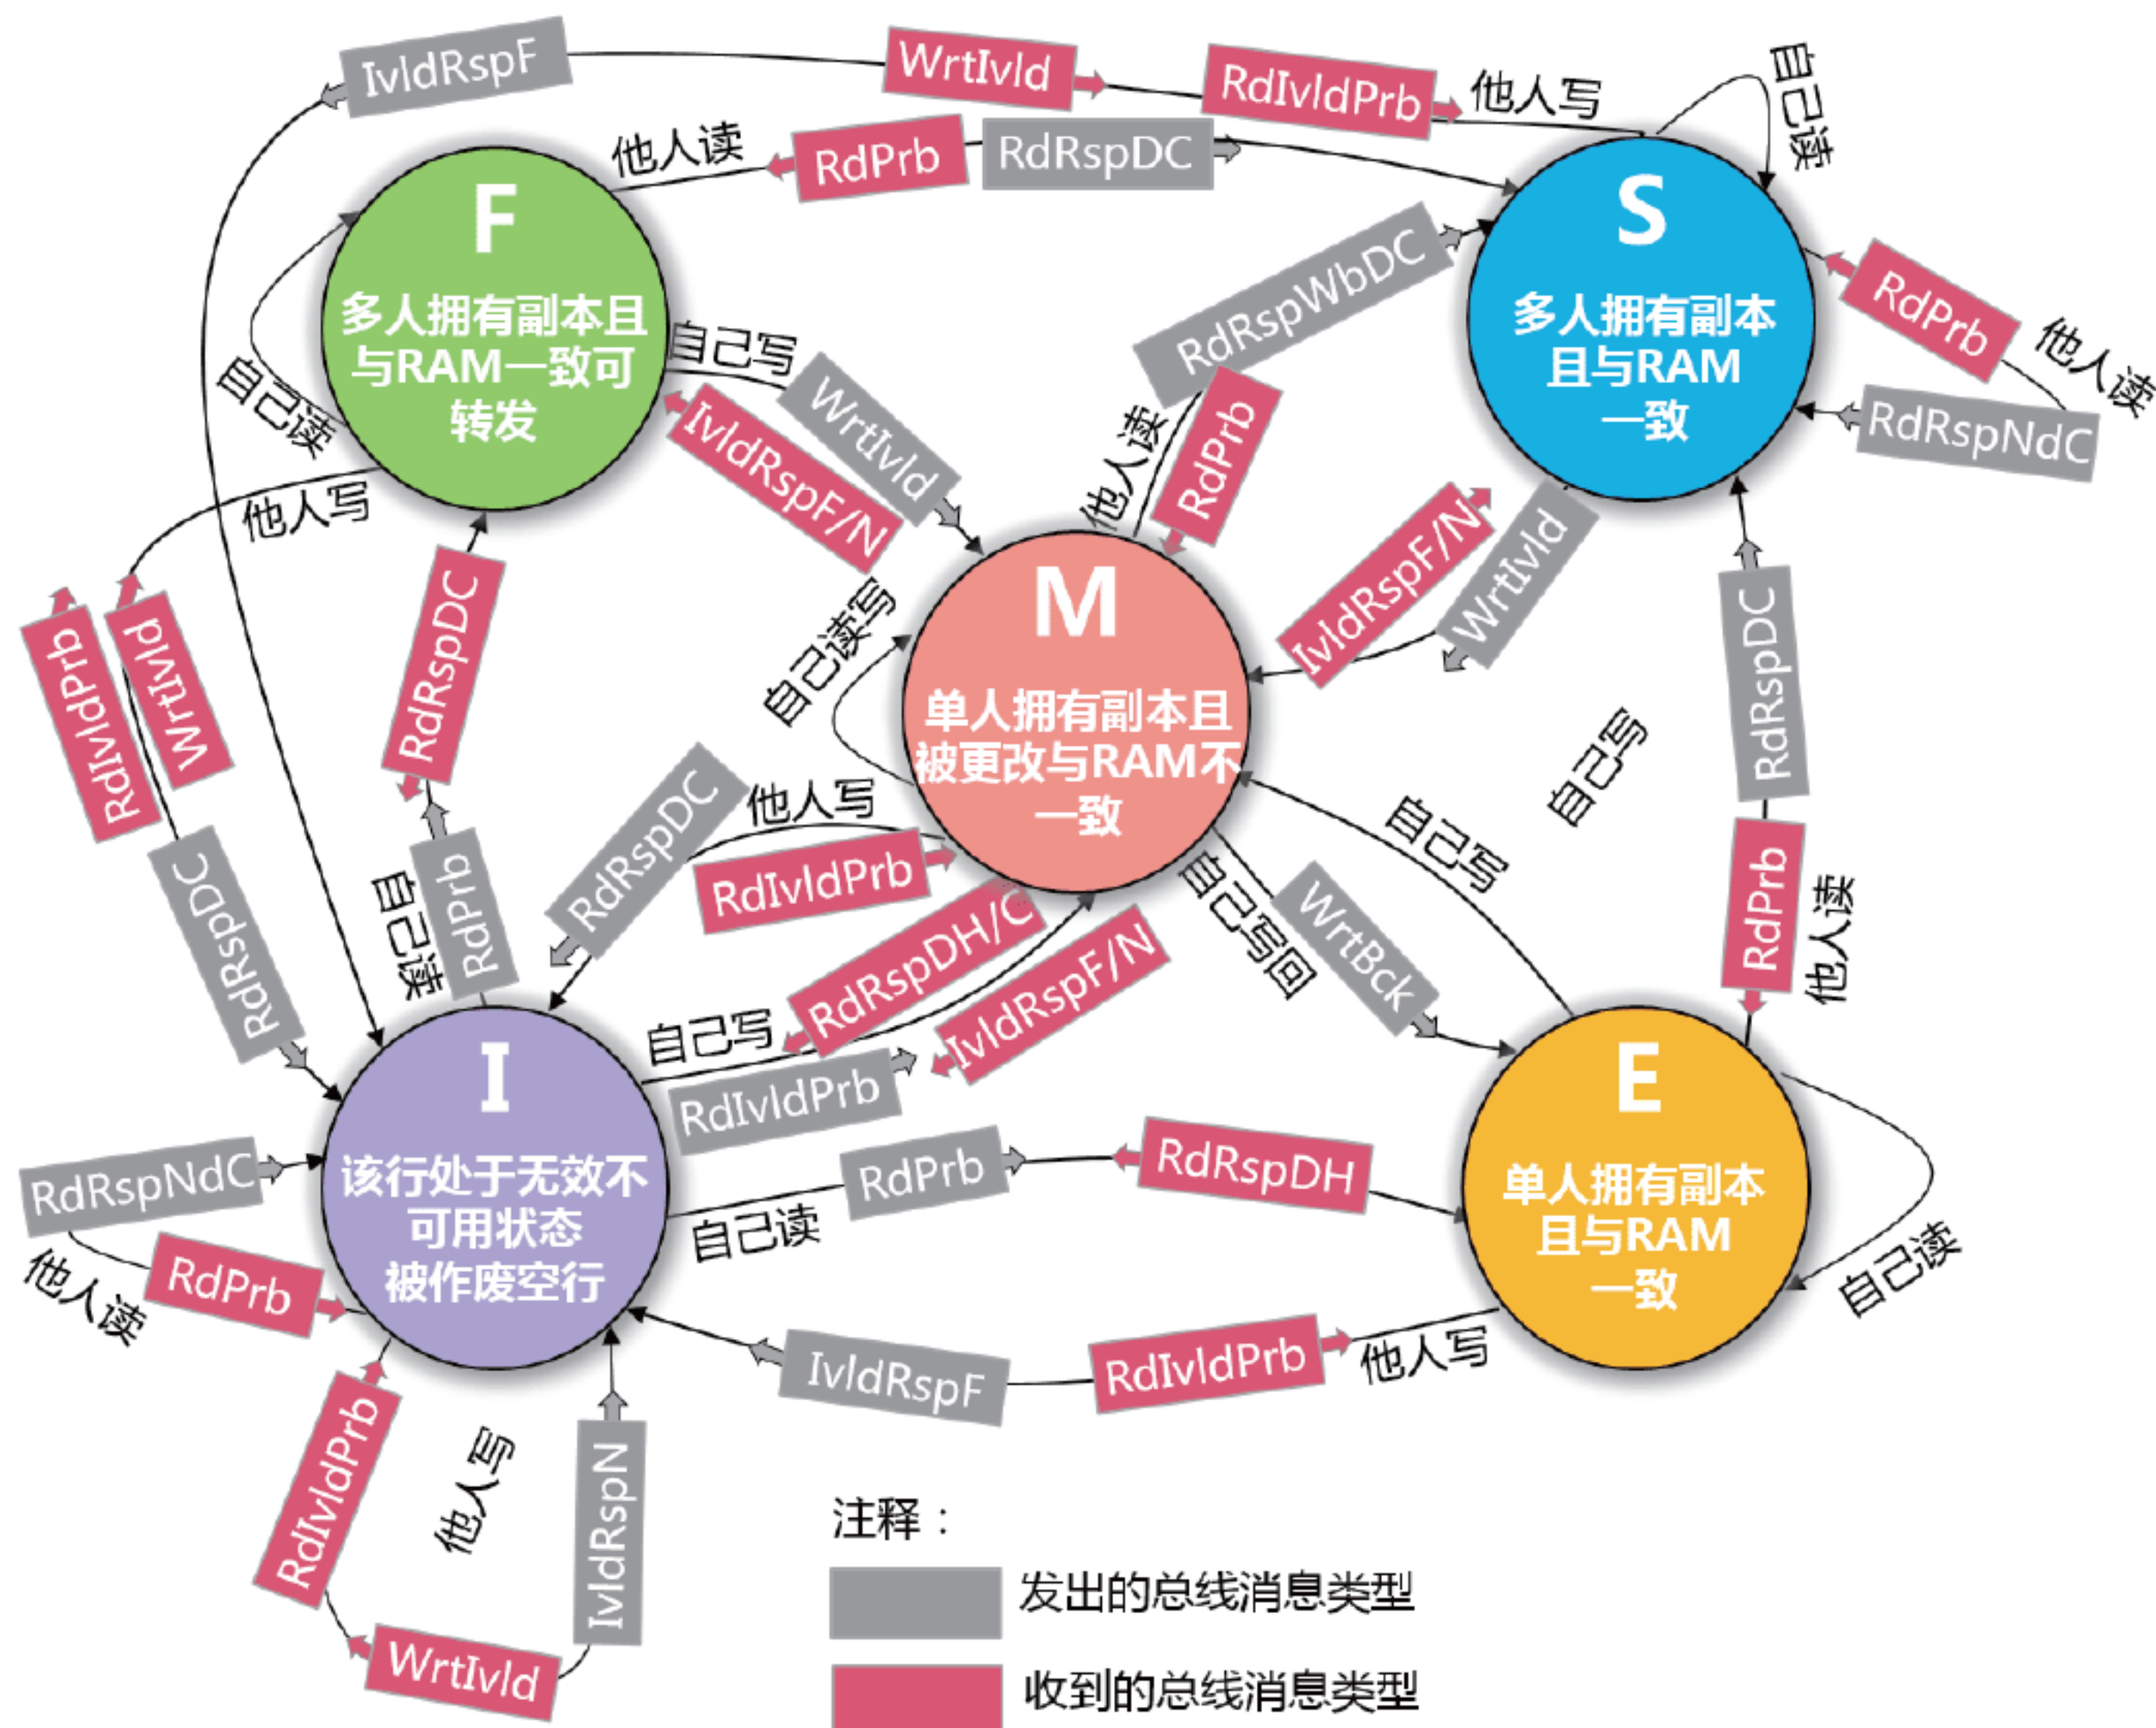 IvldRspF
WrtIvld
RdIvldPrb
他人写
自己读
他人读
RdPrb
RdRspDC
F
多人拥有副本且
与RAM一致可
转发
S
多人拥有副本
且与RAM
一致
RdRspWbDC
RdPrb
他人读
RdRspNdC
自己写
WrtIvld
IvldRspF/N
自己读
他人读
RdPrb
他人写
IvldRspF/N
WrtIvld
RdIvldPrb
WrtIvld
RdRspDC
M
单人拥有副本且
被更改与RAM不
一致
自己读写
RdRspDC
自己写
RdRspDC
他人写
RdIvldPrb
自己写
RdPrb
他人读
RdRspDC
自己读
RdPrb
RdRspDH/C
IvldRspF/N
自己写回
WrtBck
自己写
RdIvldPrb
I
该行处于无效不
可用状态
被作废空行
E
单人拥有副本
且与RAM
一致
RdRspNdC
RdPrb
RdRspDH
自己读
自己读
他人读
RdPrb
IvldRspF
RdIvldPrb
他人写
RdIvldPrb
他人写
IvldRspN
WrtIvld
注释：
发出的总线消息类型
收到的总线消息类型